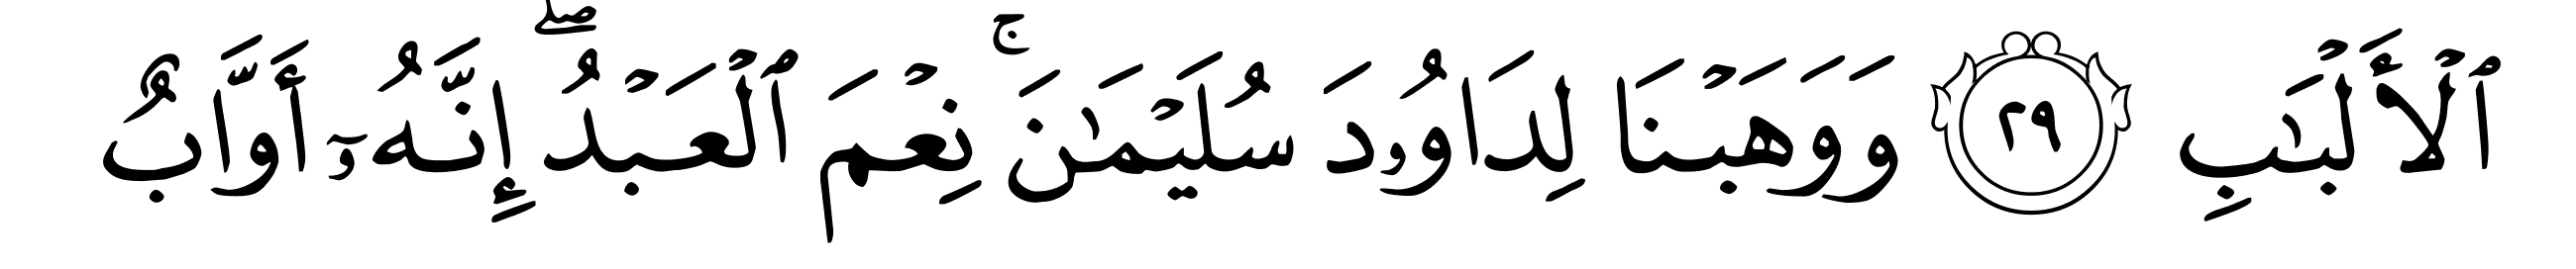 ٱلۡأَلۡبَٰبِ ٢٩ وَوَهَبۡنَا لِدَاوُۥدَ سُلَيۡمَٰنَۚ نِعۡمَ ٱلۡعَبۡدُۖ إِنَّهُۥٓ أَوَّابٌ